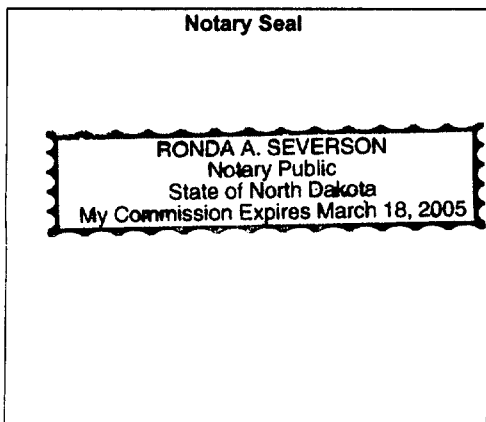 Notary Seal
RONDA A. SEVERSON
Notary Public
State of North Dakota
My Commission Expires March 18, 2005